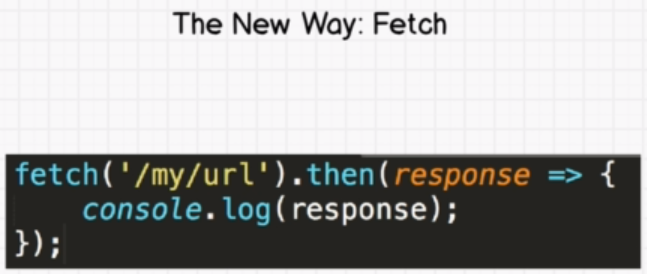 The New Way: Fetch
fetch('/my/url').then(response => {
    console.log(response);
});